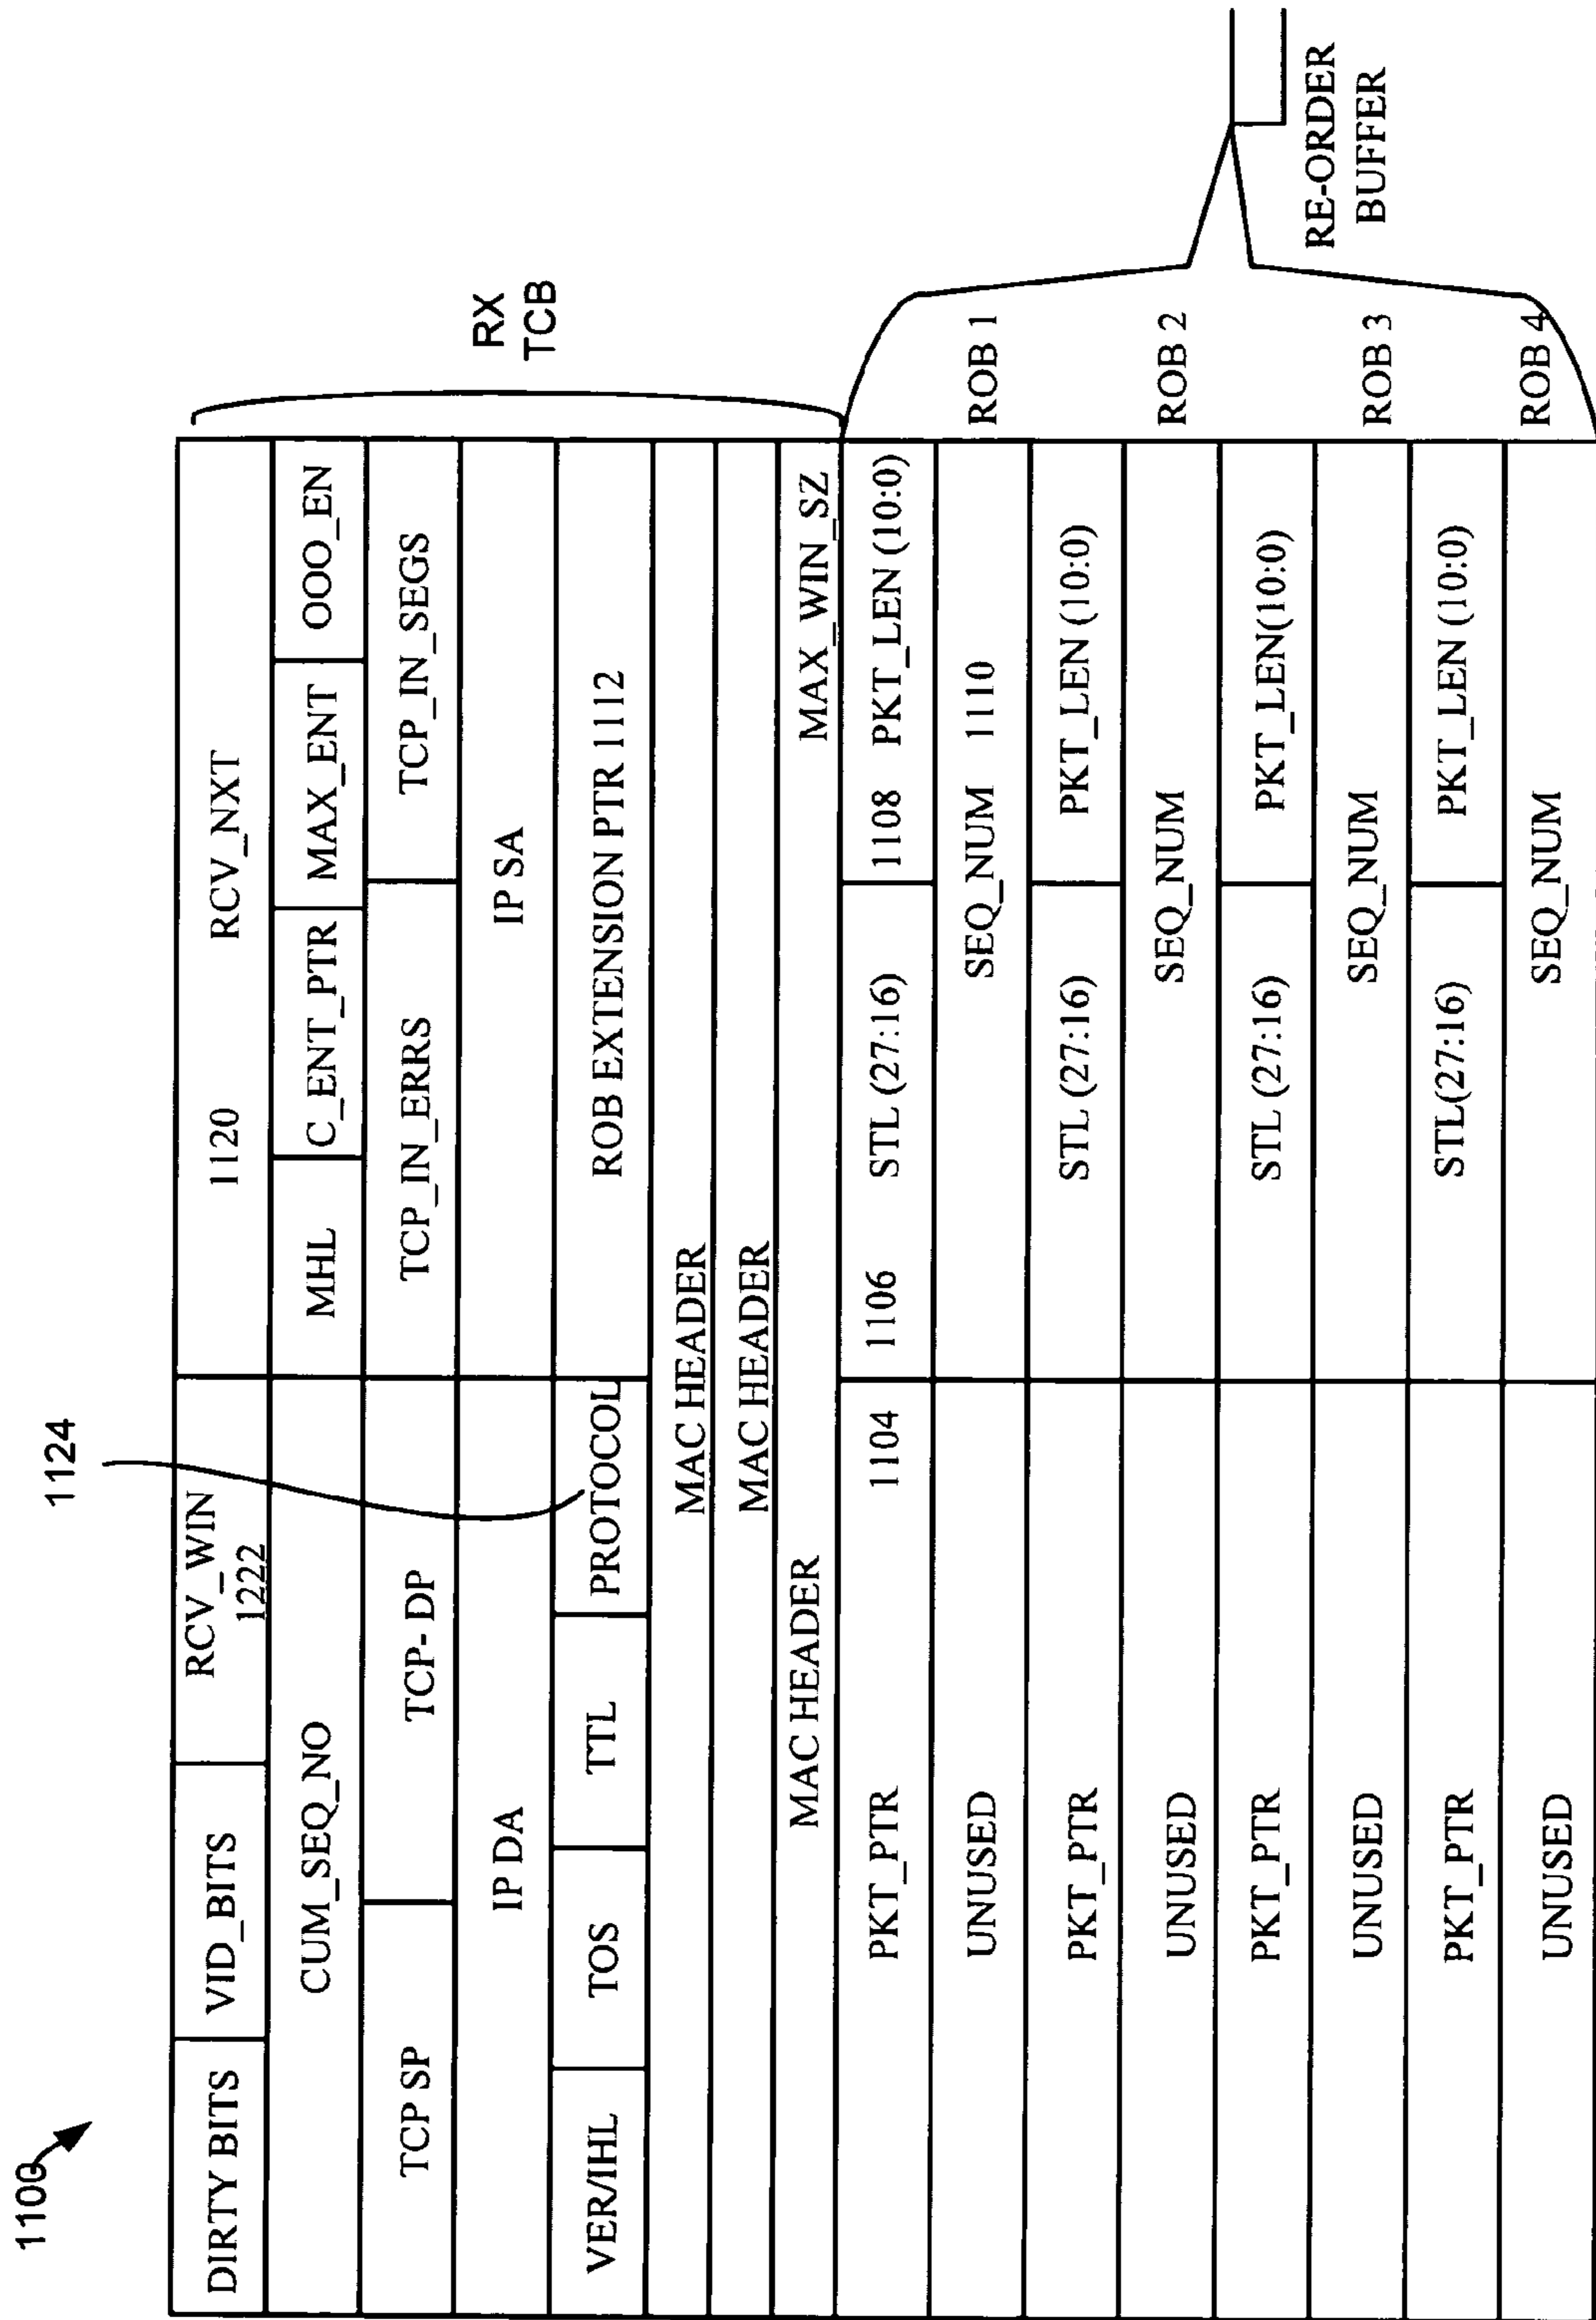 1100
1124
DIRTY BITS VID_BITS RCV_WIN 1120 RCV_NXT
1222
CUM_SEQ_NO MHL C_ENT_PTR MAX_ENT OOO_EN
TCP SP TCP-DP TCP_IN_ERRS TCP_IN_SEGS
IP DA IP SA
VER/IHL TOS TTL PROTOCOL ROB EXTENSION PTR 1112
MAC HEADER
MAC HEADER
MAC HEADER MAX_WIN_SZ
RX
TCB
PKT_PTR 1104 1106 STL (27:16) 1108 PKT_LEN (10:0)
UNUSED SEQ_NUM 1110 ROB 1
PKT_PTR STL (27:16) PKT_LEN (10:0)
UNUSED SEQ_NUM ROB 2
PKT_PTR STL (27:16) PKT_LEN(10:0)
UNUSED SEQ_NUM ROB 3
PKT_PTR STL(27:16) PKT_LEN (10:0)
UNUSED SEQ_NUM ROB 4
RE-ORDER
BUFFER